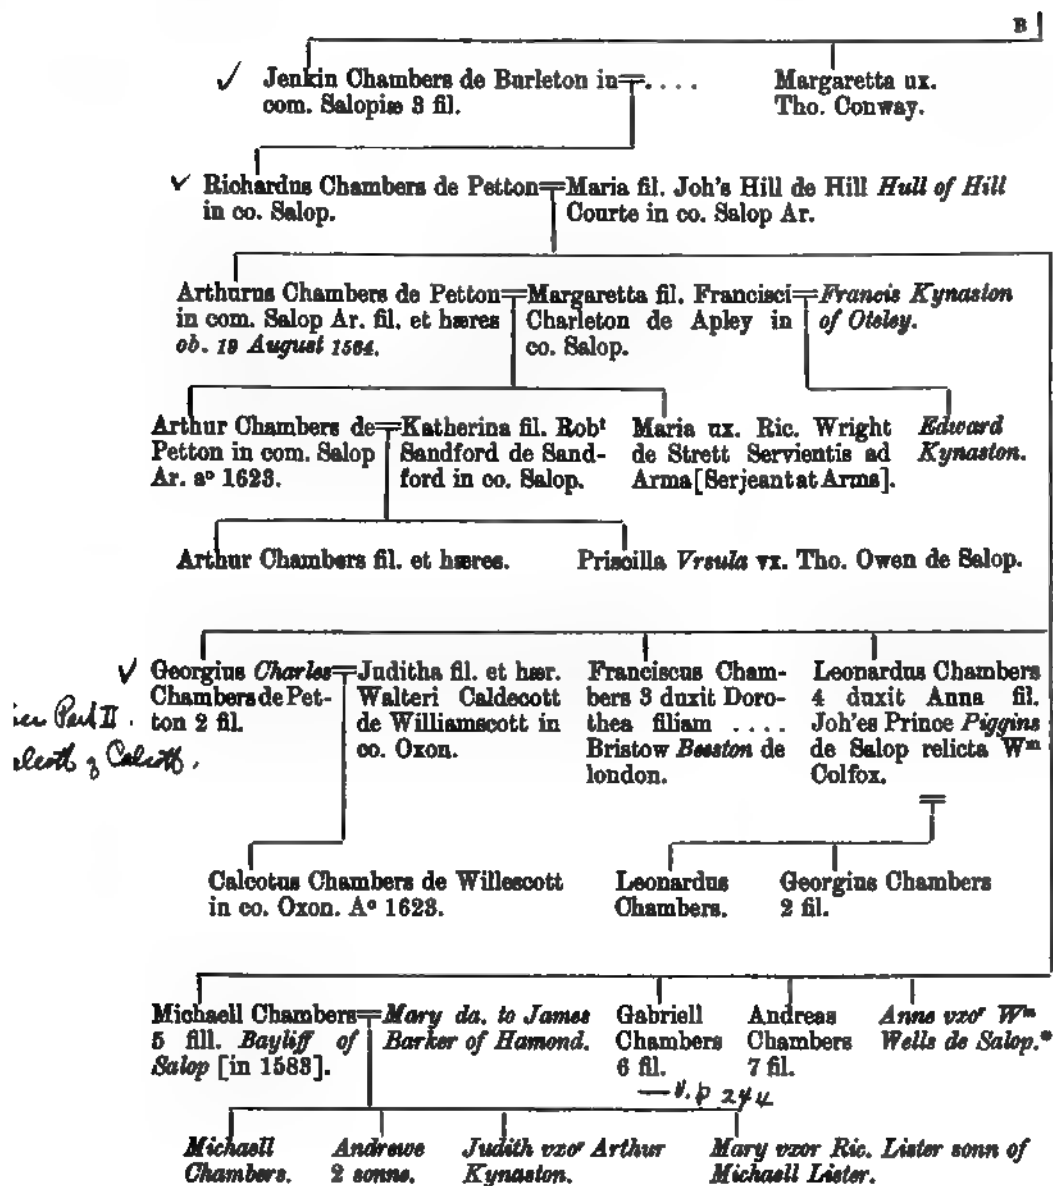 B
Jenkin Chambers de Burleton in=....
com. Salopiæ 3 fil.
Margaretta ux.
Tho. Conway.
Richardus Chambers de Petton=Maria fil. Joh's Hill de Hill Hull of Hill
in co. Salop.
Courte in co. Salop Ar.
Arthurus Chambers de Petton=Margaretta fil. Francisci=Francis Kynaston
in com. Salop Ar. fil. et hæres
Charleton de Apley in
of Oteley.
ob. 19 August 1564.
co. Salop.
Arthur Chambers de=Katherina fil. Robt
Petton in com. Salop
Sandford de Sand-
Ar. ao 1623.
ford in co. Salop.
Maria ux. Ric. Wright
de Strett Servientis ad
Arma [Serjeant at Arms].
Edward
Kynaston.
Arthur Chambers fil. et hæres.
Priscilla Vrsula vx. Tho. Owen de Salop.
Georgius Charles=Juditha fil. et hær.
Chambers de Pet-
Walteri Caldecott
ton 2 fil.
de Williamscott in
co. Oxon.
Part II.
Calcott
Franciscus Cham-
bers 3 duxit Doro-
thea filiam ....
Bristow Beeston de
london.
Leonardus Chambers
4 duxit Anna fil.
Joh'es Prince Piggins
de Salop relicta Wm
Colfox.
Calcotus Chambers de Willescott
in co. Oxon. Ao 1623.
Leonardus
Chambers.
Georgius Chambers
2 fil.
Michaell Chambers=Mary da. to James
5 fill. Bayliff of
Barker of Hamond.
Salop [in 1583].
Gabriell
Chambers
6 fil.
Andreas
Chambers
7 fil.
Anne vxor Wm
Wells de Salop.*
— V. p 244
Michaell
Chambers.
Andrewe
2 sonne.
Judith vxor Arthur
Kynaston.
Mary vxor Ric. Lister sonn of
Michaell Lister.